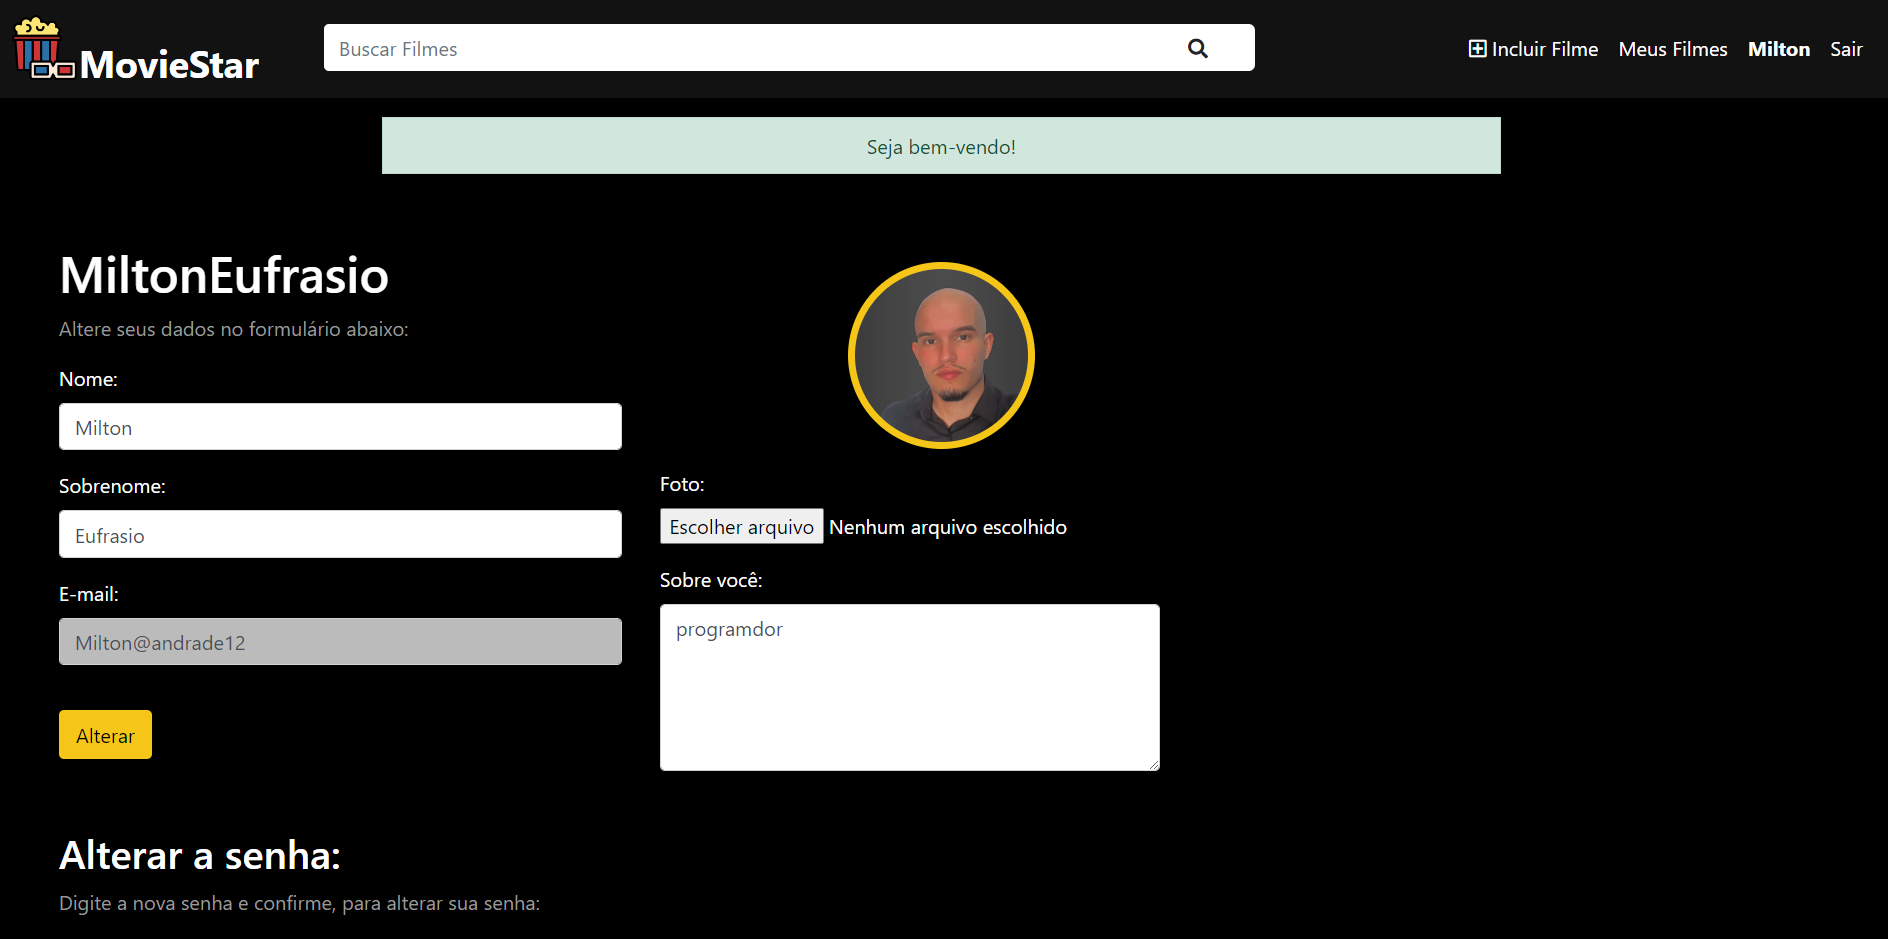 MovieStar
Buscar Filmes
Incluir Filme Meus Filmes Milton Sair
Seja bem-vendo!
MiltonEufrasio
Altere seus dados no formulário abaixo:
Nome:
Milton
Sobrenome:
Eufrasio
E-mail:
Milton@andrade12
Alterar
Foto:
Escolher arquivo Nenhum arquivo escolhido
Sobre você:
programdor
Alterar a senha:
Digite a nova senha e confirme, para alterar sua senha: